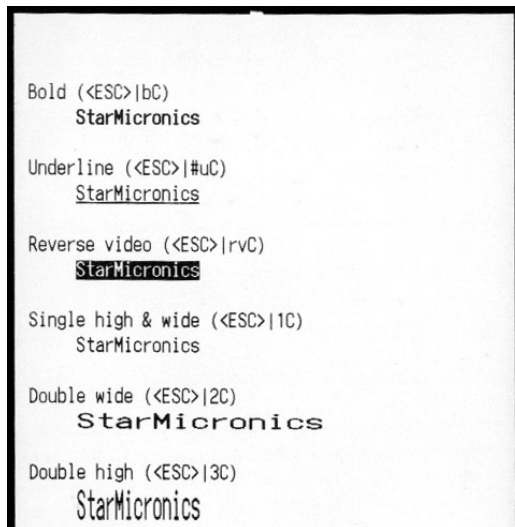 Bold (<ESC>|bC)
StarMicronics
Underline (<ESC>|#uC)
StarMicronics
Reverse video (<ESC>|rvC)
StarMicronics
Single high & wide (<ESC>|1C)
StarMicronics
Double wide (<ESC>|2C)
StarMicronics
Double high (<ESC>|3C)
StarMicronics